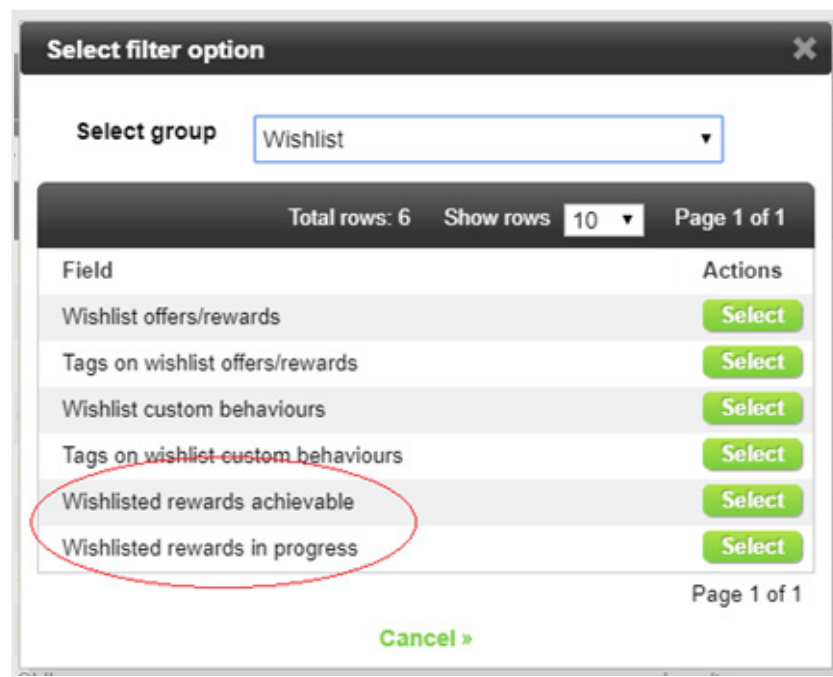 Select filter option
Select group Wishlist
Total rows: 6 Show rows 10 Page 1 of 1
Field Actions
Wishlist offers/rewards Select
Tags on wishlist offers/rewards Select
Wishlist custom behaviours Select
Tags on wishlist custom behaviours Select
Wishlisted rewards achievable Select
Wishlisted rewards in progress Select
Page 1 of 1
Cancel »